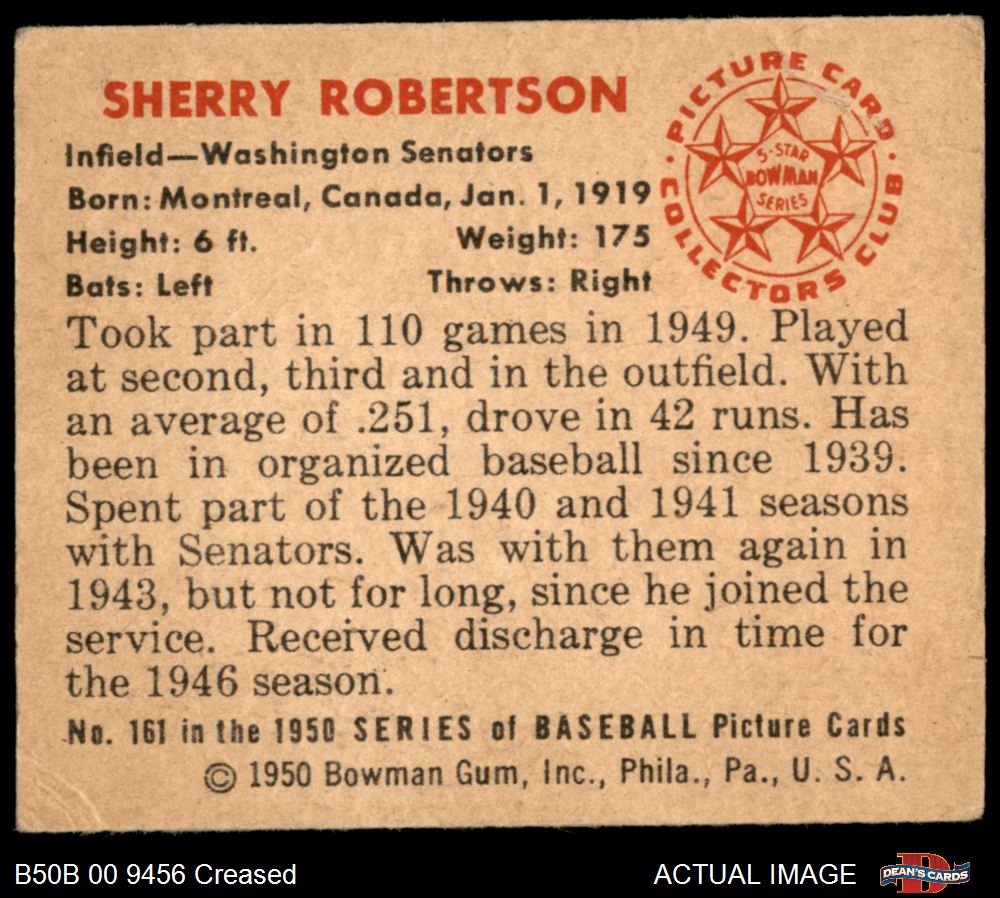 SHERRY ROBERTSON
Infield—Washington Senators
Born: Montreal, Canada, Jan. 1, 1919
Height: 6 ft. Weight: 175
Bats: Left Throws: Right
PICTURE CARD
COLLECTORS CLUB
5-STAR
BOWMAN
SERIES
Took part in 110 games in 1949. Played
at second, third and in the outfield. With
an average of .251, drove in 42 runs. Has
been in organized baseball since 1939.
Spent part of the 1940 and 1941 seasons
with Senators. Was with them again in
1943, but not for long, since he joined the
service. Received discharge in time for
the 1946 season.
No. 161 in the 1950 SERIES of BASEBALL Picture Cards
© 1950 Bowman Gum, Inc., Phila., Pa., U. S. A.
B50B 00 9456 Creased
ACTUAL IMAGE
D
DEAN'S CARDS